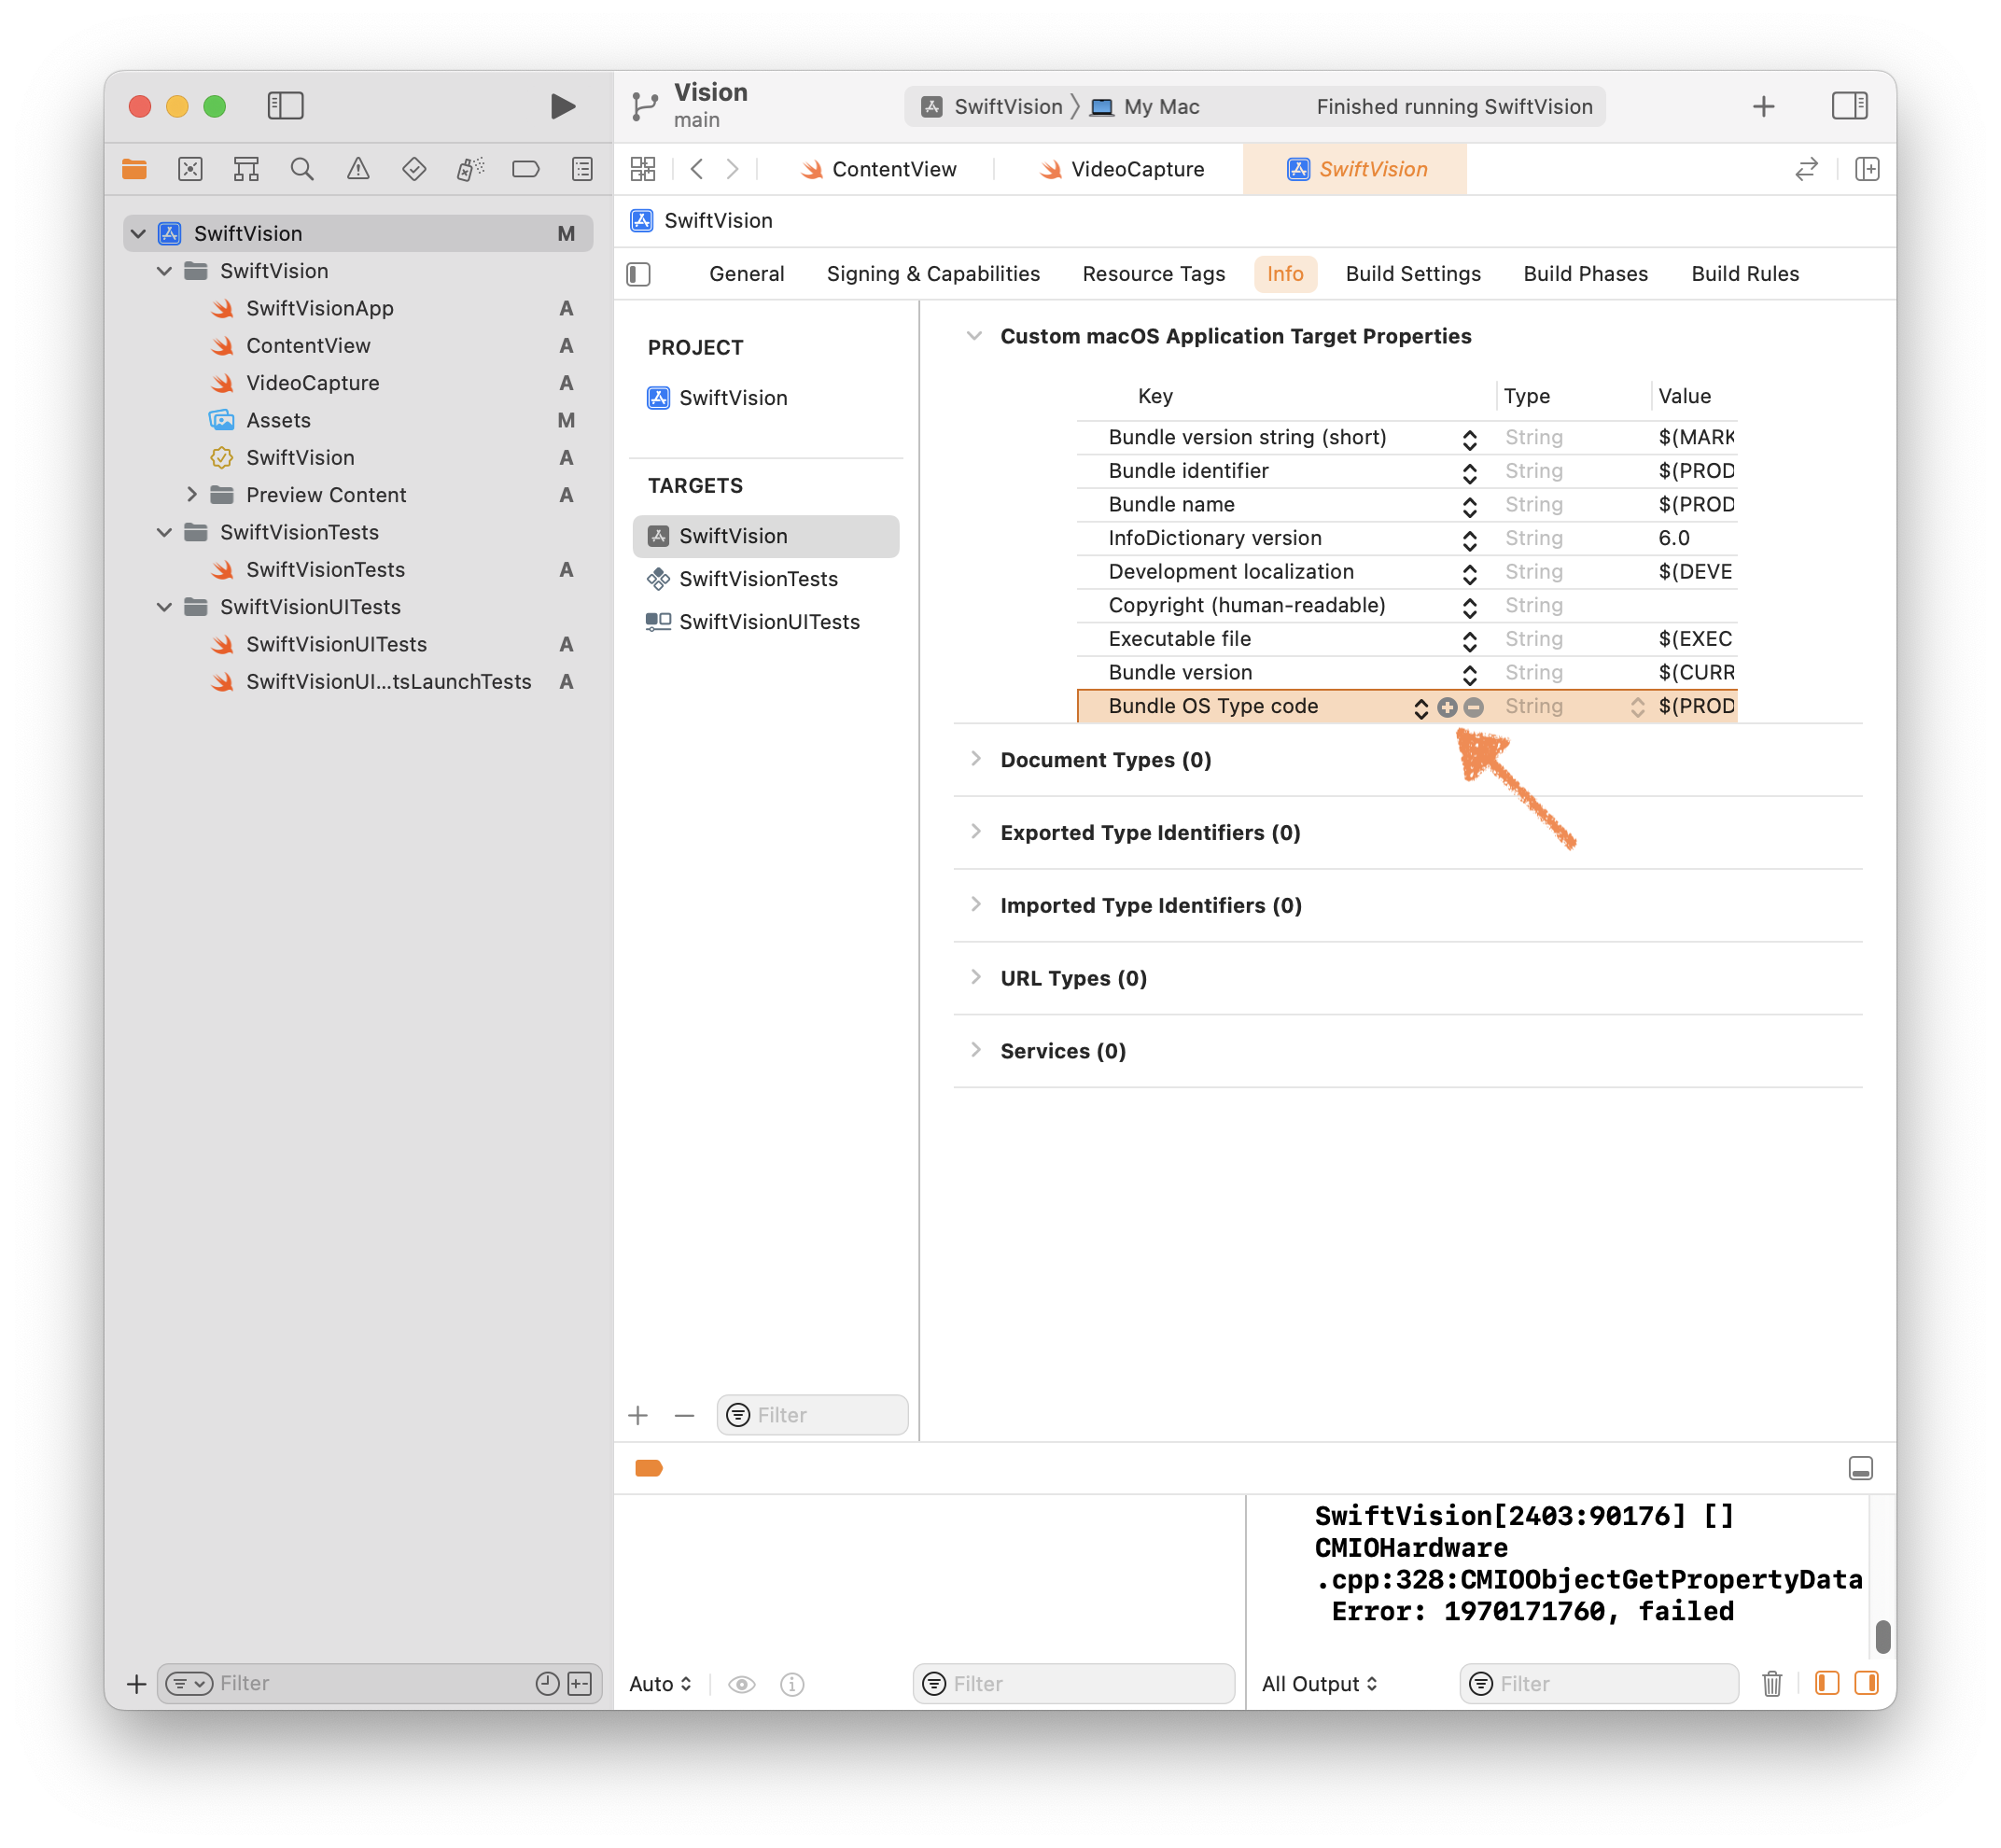 Vision
main
SwiftVision
My Mac
Finished running SwiftVision
ContentView
VideoCapture
SwiftVision
SwiftVision
General
Signing & Capabilities
Resource Tags
Info
Build Settings
Build Phases
Build Rules
SwiftVision M
SwiftVision
SwiftVisionApp A
ContentView A
VideoCapture A
Assets M
SwiftVision A
Preview Content A
SwiftVisionTests
SwiftVisionTests A
SwiftVisionUITests
SwiftVisionUITests A
SwiftVisionUI...tsLaunchTests A
Filter
PROJECT
SwiftVision
TARGETS
SwiftVision
SwiftVisionTests
SwiftVisionUITests
Filter
Custom macOS Application Target Properties
Key Type Value
Bundle version string (short) String $(MARK
Bundle identifier String $(PROD
Bundle name String $(PROD
InfoDictionary version String 6.0
Development localization String $(DEVE
Copyright (human-readable) String
Executable file String $(EXEC
Bundle version String $(CURR
Bundle OS Type code String $(PROD
Document Types (0)
Exported Type Identifiers (0)
Imported Type Identifiers (0)
URL Types (0)
Services (0)
Auto
Filter
SwiftVision[2403:90176] []
CMIOHardware
.cpp:328:CMIOObjectGetPropertyData
Error: 1970171760, failed
All Output
Filter